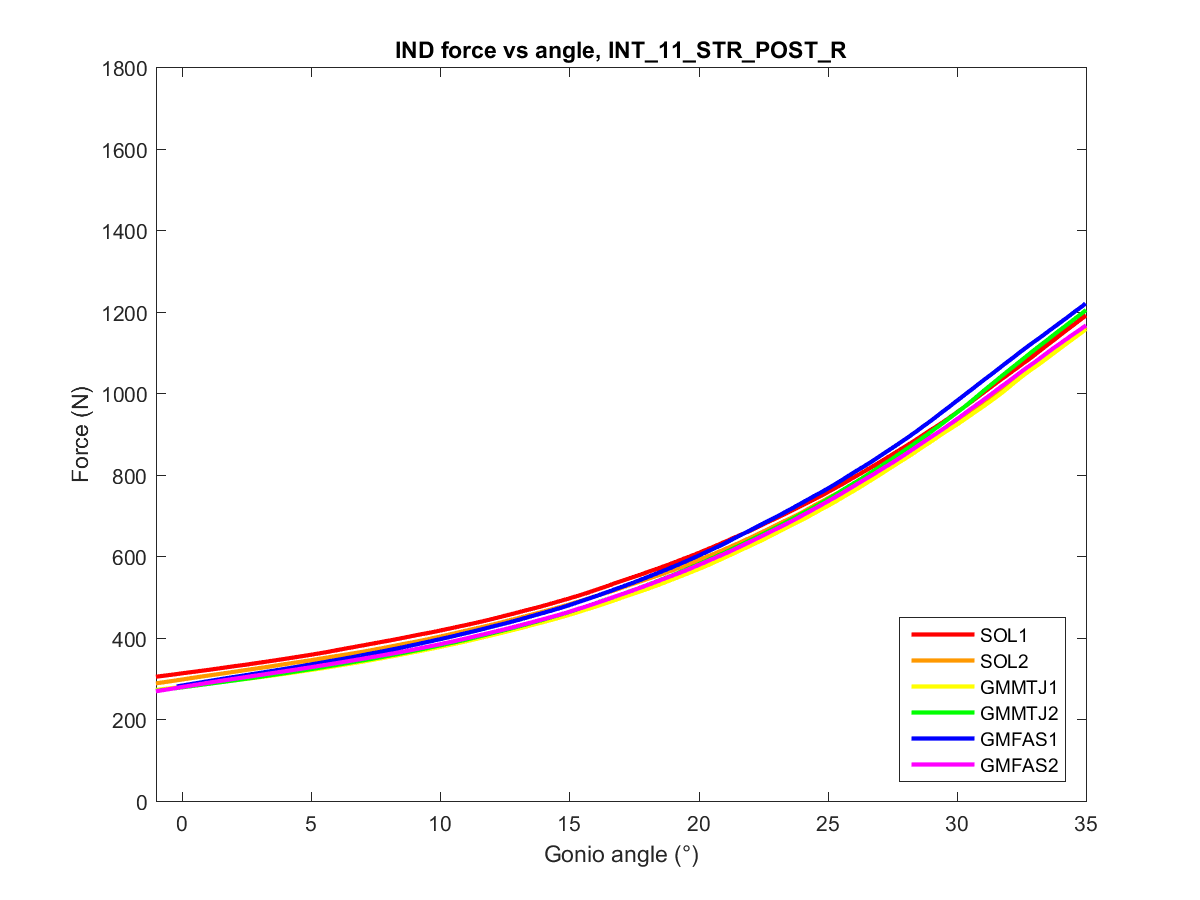 IND force vs angle, INT_11_STR_POST_R
1800
1600
1400
1200
1000
800
600
400
200
0
Force (N)
0 5 10 15 20 25 30 35
Gonio angle (°)
SOL1
SOL2
GMMTJ1
GMMTJ2
GMFAS1
GMFAS2